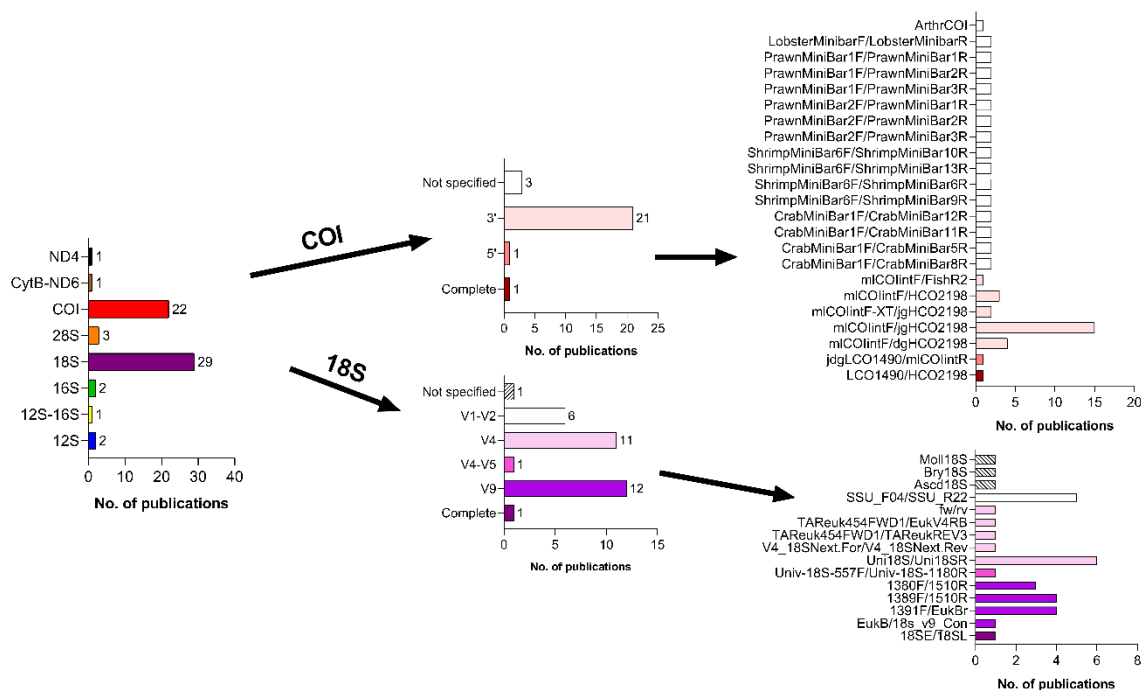 ND4
1
CytB-ND6
1
COI
22
28S
3
18S
29
16S
2
12S-16S
1
12S
2
0 10 20 30 40
No. of publications
COI
18S
Not specified
3
3'
21
5'
1
Complete
1
0 5 10 15 20 25
No. of publications
Not specified
1
V1-V2
6
V4
11
V4-V5
1
V9
12
Complete
1
0 5 10 15
No. of publications
ArthrCOI
LobsterMinibarF/LobsterMinibarR
PrawnMiniBar1F/PrawnMiniBar1R
PrawnMiniBar1F/PrawnMiniBar2R
PrawnMiniBar1F/PrawnMiniBar3R
PrawnMiniBar2F/PrawnMiniBar1R
PrawnMiniBar2F/PrawnMiniBar2R
PrawnMiniBar2F/PrawnMiniBar3R
ShrimpMiniBar6F/ShrimpMiniBar10R
ShrimpMiniBar6F/ShrimpMiniBar13R
ShrimpMiniBar6F/ShrimpMiniBar6R
ShrimpMiniBar6F/ShrimpMiniBar9R
CrabMiniBar1F/CrabMiniBar12R
CrabMiniBar1F/CrabMiniBar11R
CrabMiniBar1F/CrabMiniBar5R
CrabMiniBar1F/CrabMiniBar8R
mlCOIintF/FishR2
mlCOIintF/HCO2198
mlCOIintF-XT/jgHCO2198
mlCOIintF/jgHCO2198
mlCOIintF/dgHCO2198
jdgLCO1490/mlCOIintR
LCO1490/HCO2198
0 5 10 15 20
No. of publications
Moll18S
Bry18S
Ascd18S
SSU_F04/SSU_R22
fw/rv
TAReuk454FWD1/EukV4RB
TAReuk454FWD1/TAReukREV3
V4_18SNext.For/V4_18SNext.Rev
Uni18S/Uni18SR
Univ-18S-557F/Univ-18S-1180R
1380F/1510R
1389F/1510R
1391F/EukBr
EukB/18s_v9_Con
18SE/18SL
0 2 4 6 8
No. of publications